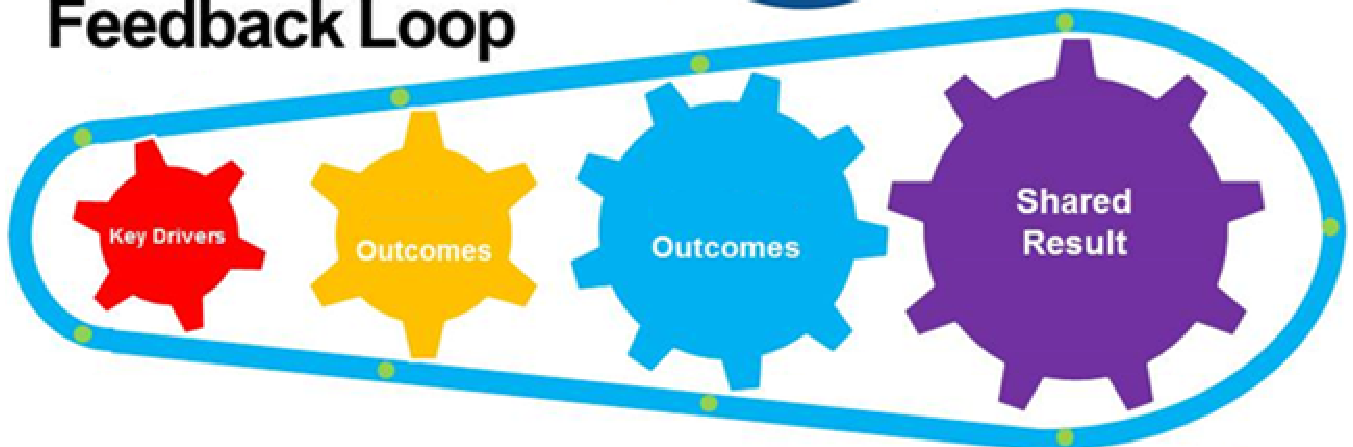 Feedback Loop
Key Drivers
Outcomes
Outcomes
Shared
Result